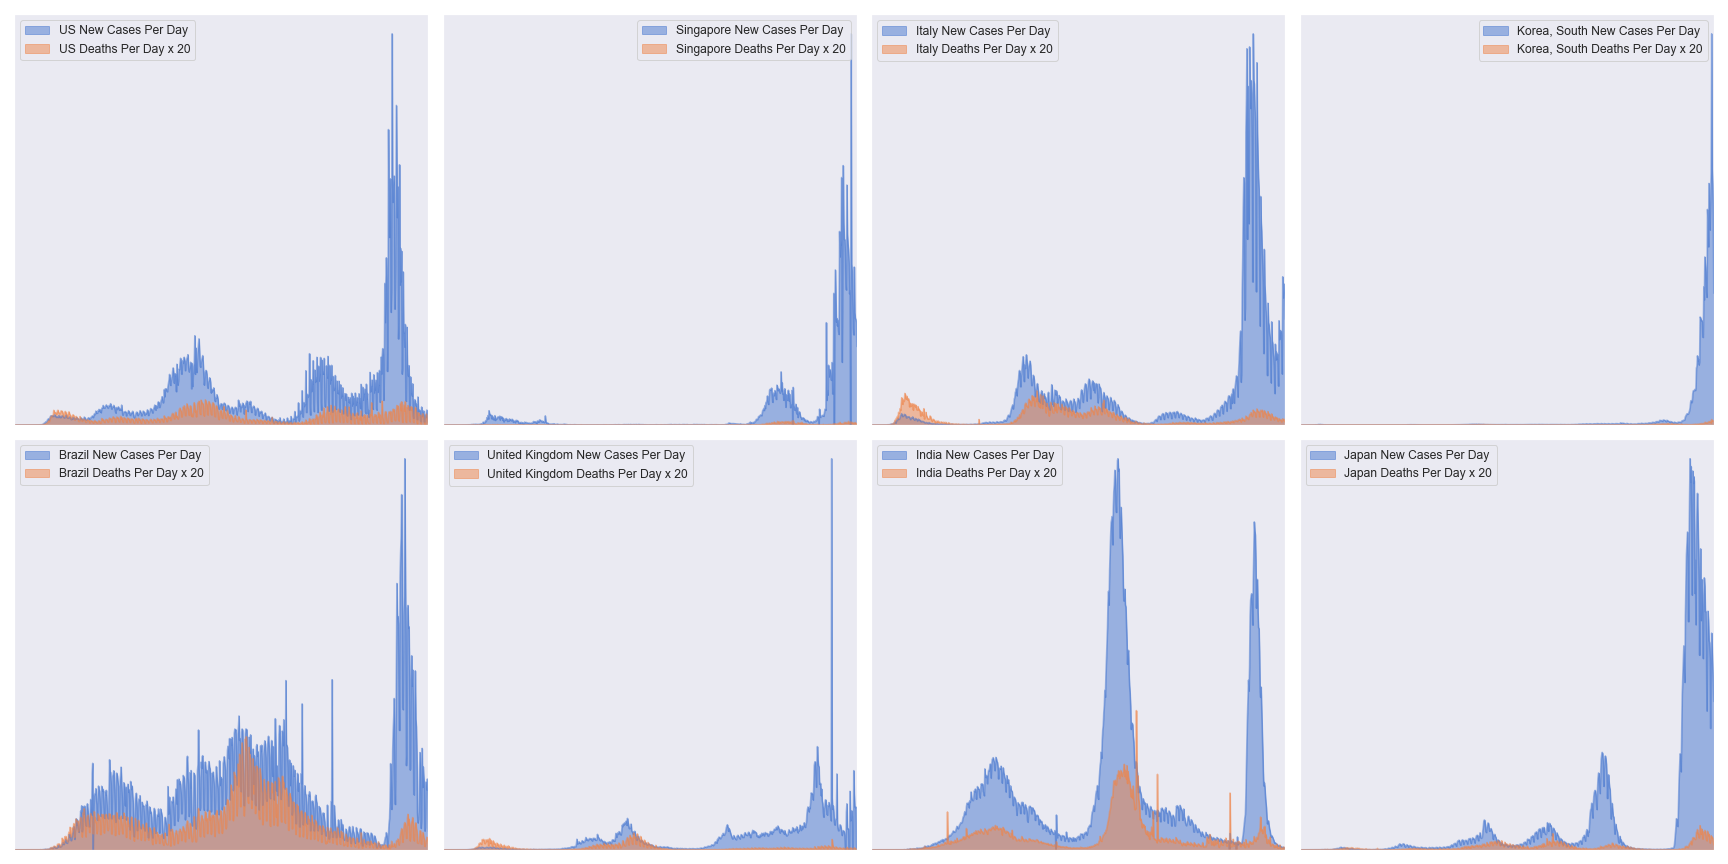 US New Cases Per Day
US Deaths Per Day x 20
Singapore New Cases Per Day
Singapore Deaths Per Day x 20
Italy New Cases Per Day
Italy Deaths Per Day x 20
Korea, South New Cases Per Day
Korea, South Deaths Per Day x 20
Brazil New Cases Per Day
Brazil Deaths Per Day x 20
United Kingdom New Cases Per Day
United Kingdom Deaths Per Day x 20
India New Cases Per Day
India Deaths Per Day x 20
Japan New Cases Per Day
Japan Deaths Per Day x 20